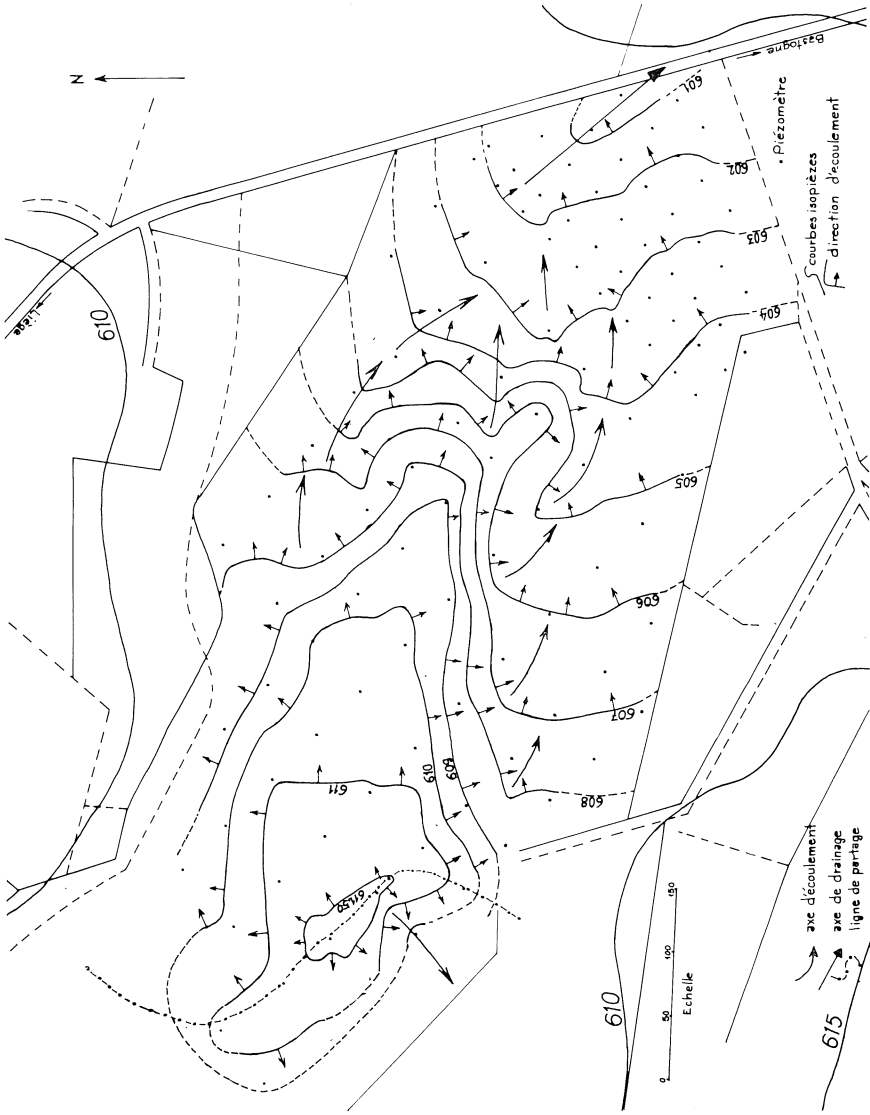 N
Liège
610
Bastogne
601
602
603
604
605
606
607
608
610
609
611
611.50
. Piézomètre
courbes isopièzes
direction d'écoulement
axe d'écoulement
axe de drainage
ligne de partage
0 50 100 150
Echelle
610
615